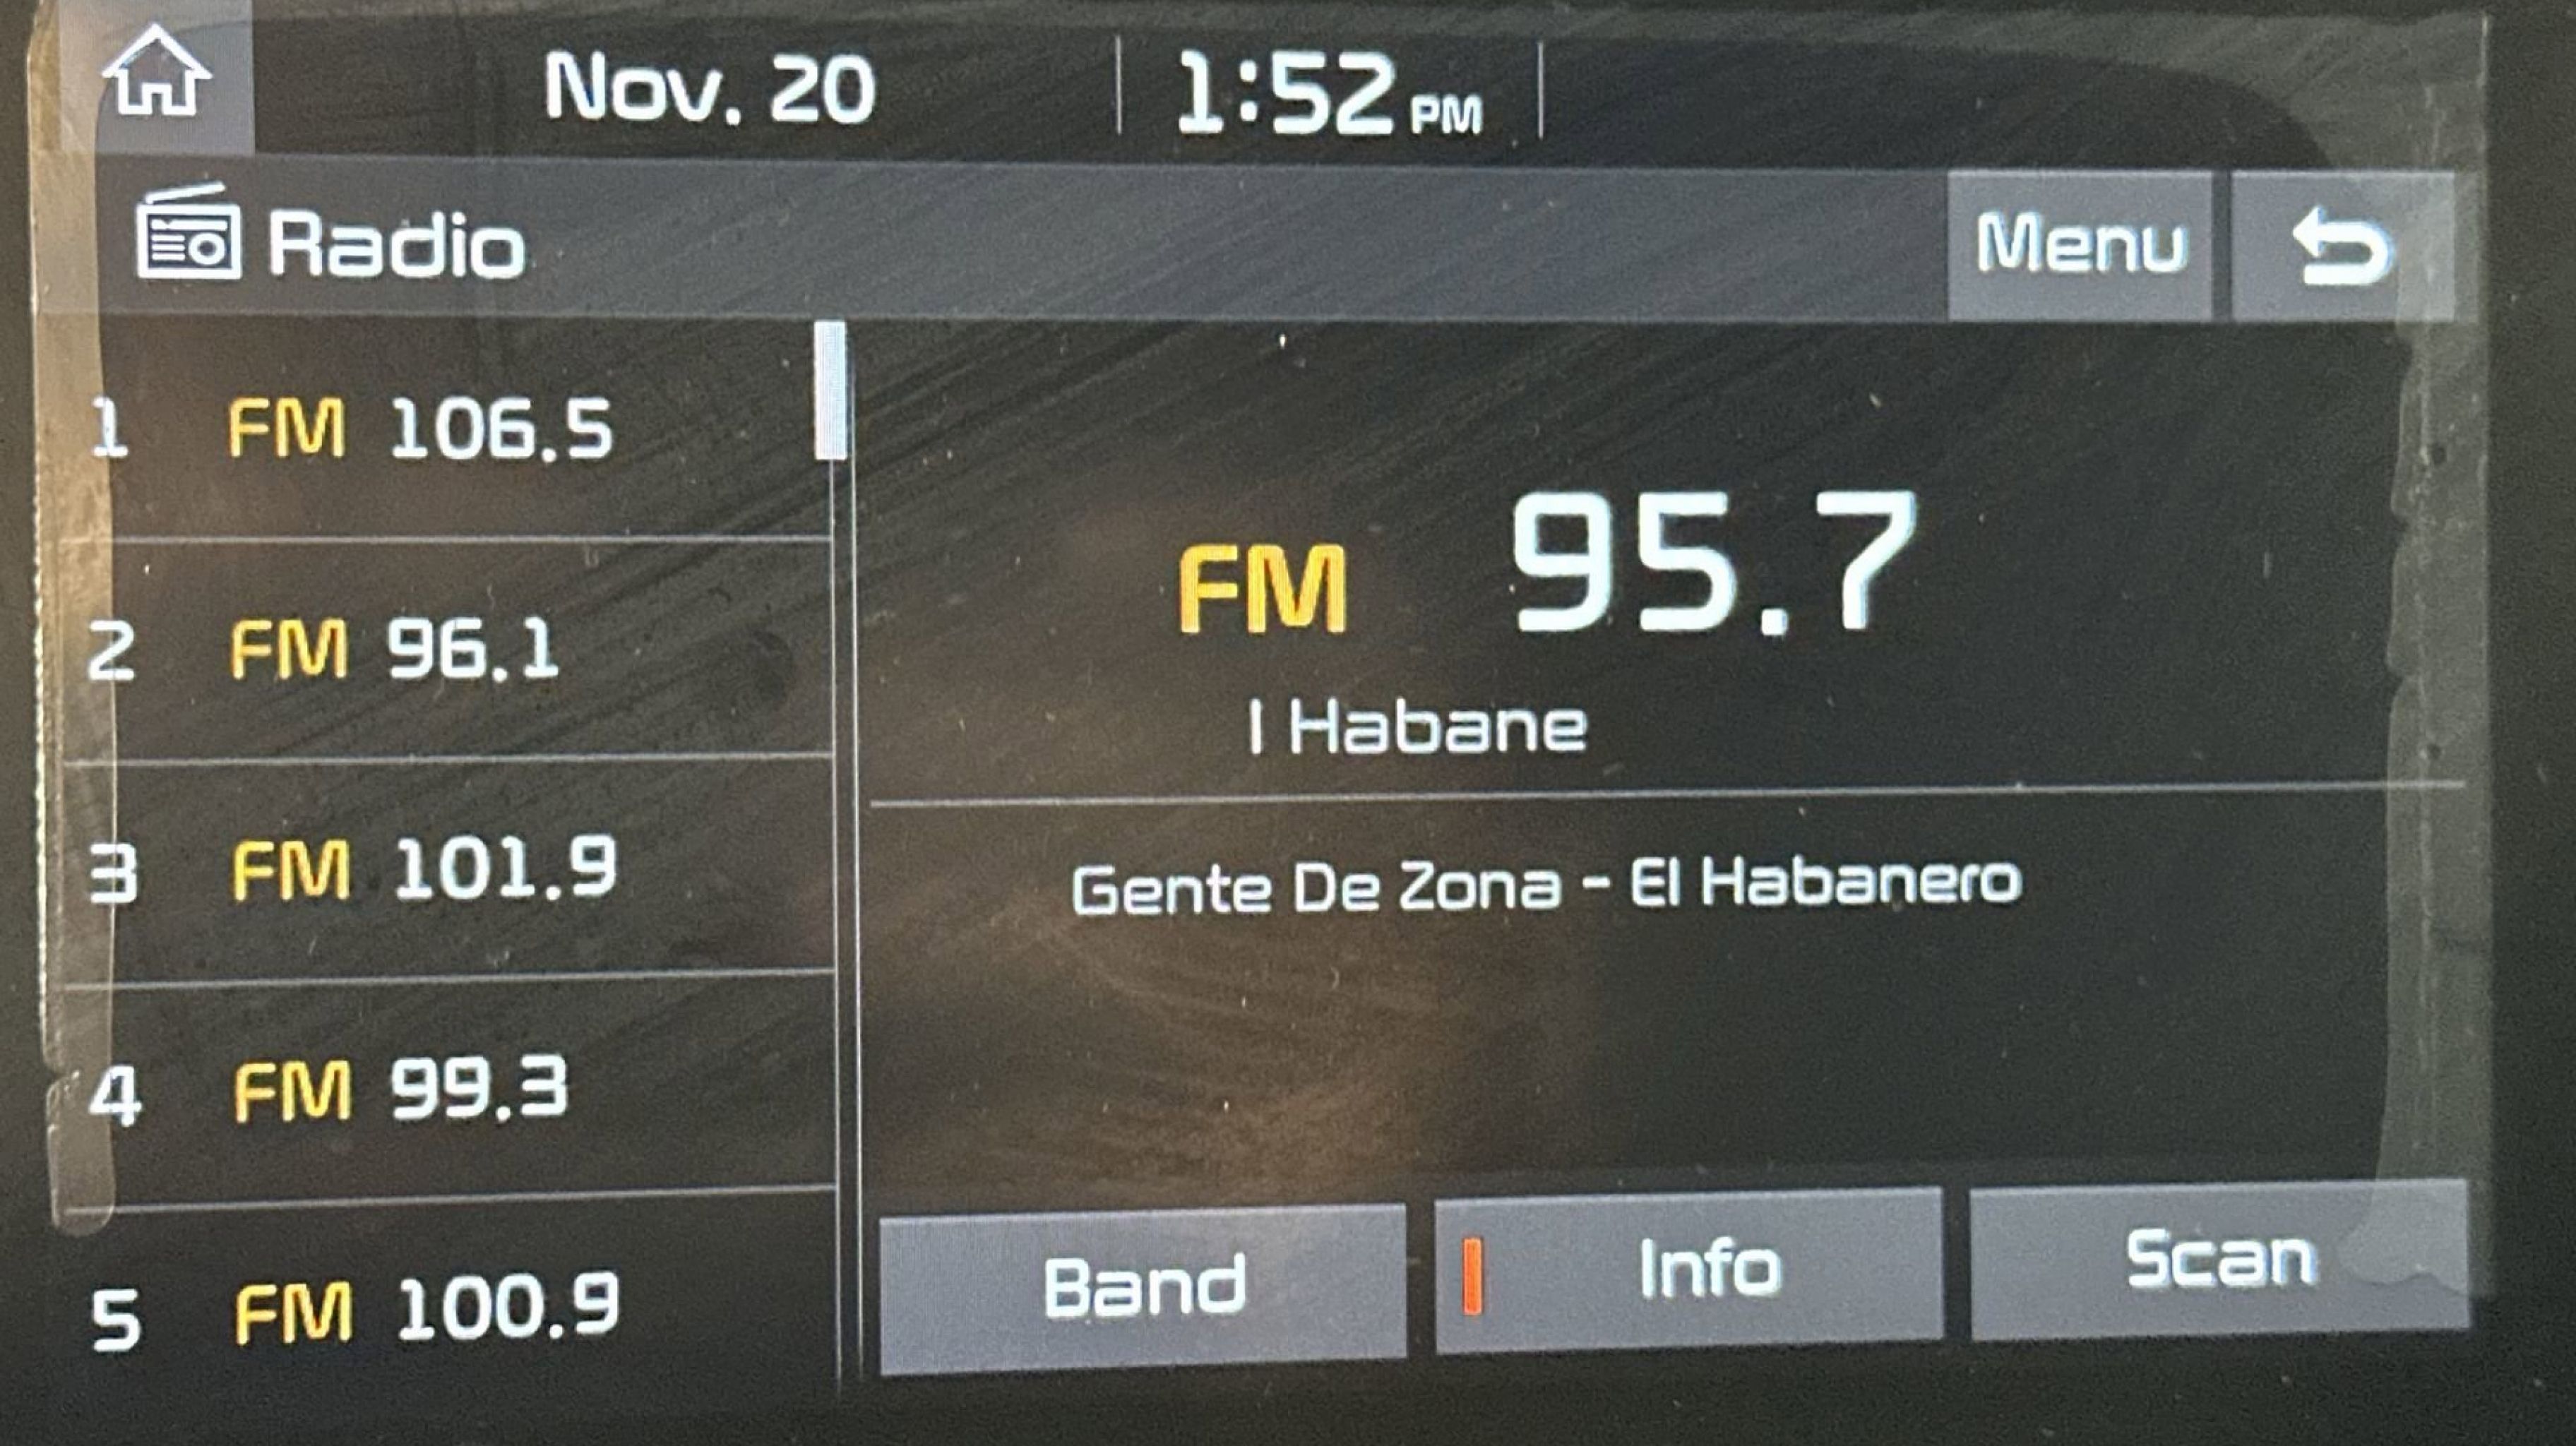 Nov. 20 1:52 PM
Radio Menu
1 FM 106.5
2 FM 96.1
3 FM 101.9
4 FM 99.3
5 FM 100.9
FM 95.7
l Habane
Gente De Zona - El Habanero
Band Info Scan